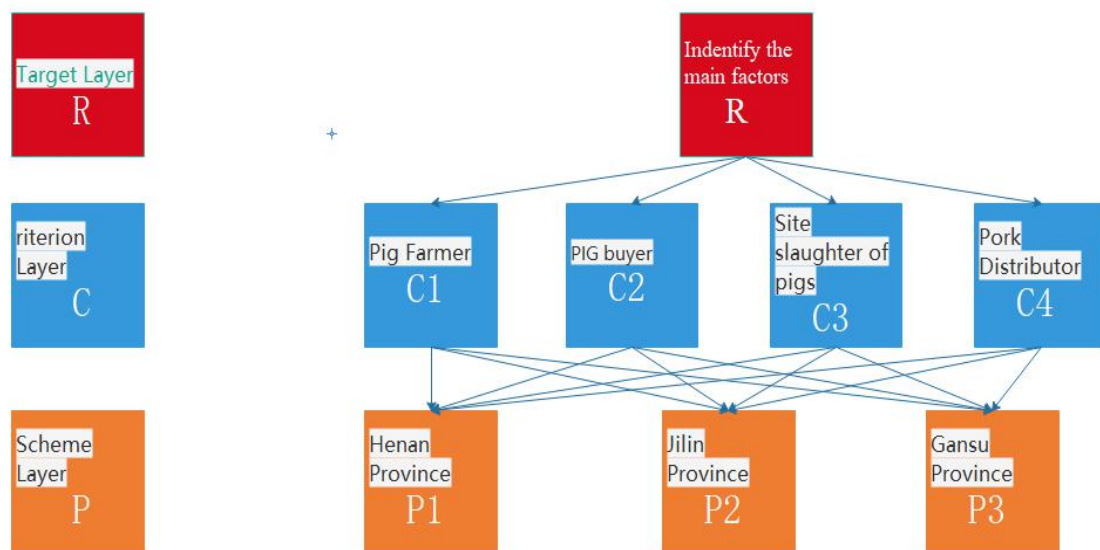 Target Layer
R
Indentify the
main factors
R
riterion
Layer
C
Pig Farmer
C1
PIG buyer
C2
Site
slaughter of
pigs
C3
Pork
Distributor
C4
Scheme
Layer
P
Henan
Province
P1
Jilin
Province
P2
Gansu
Province
P3